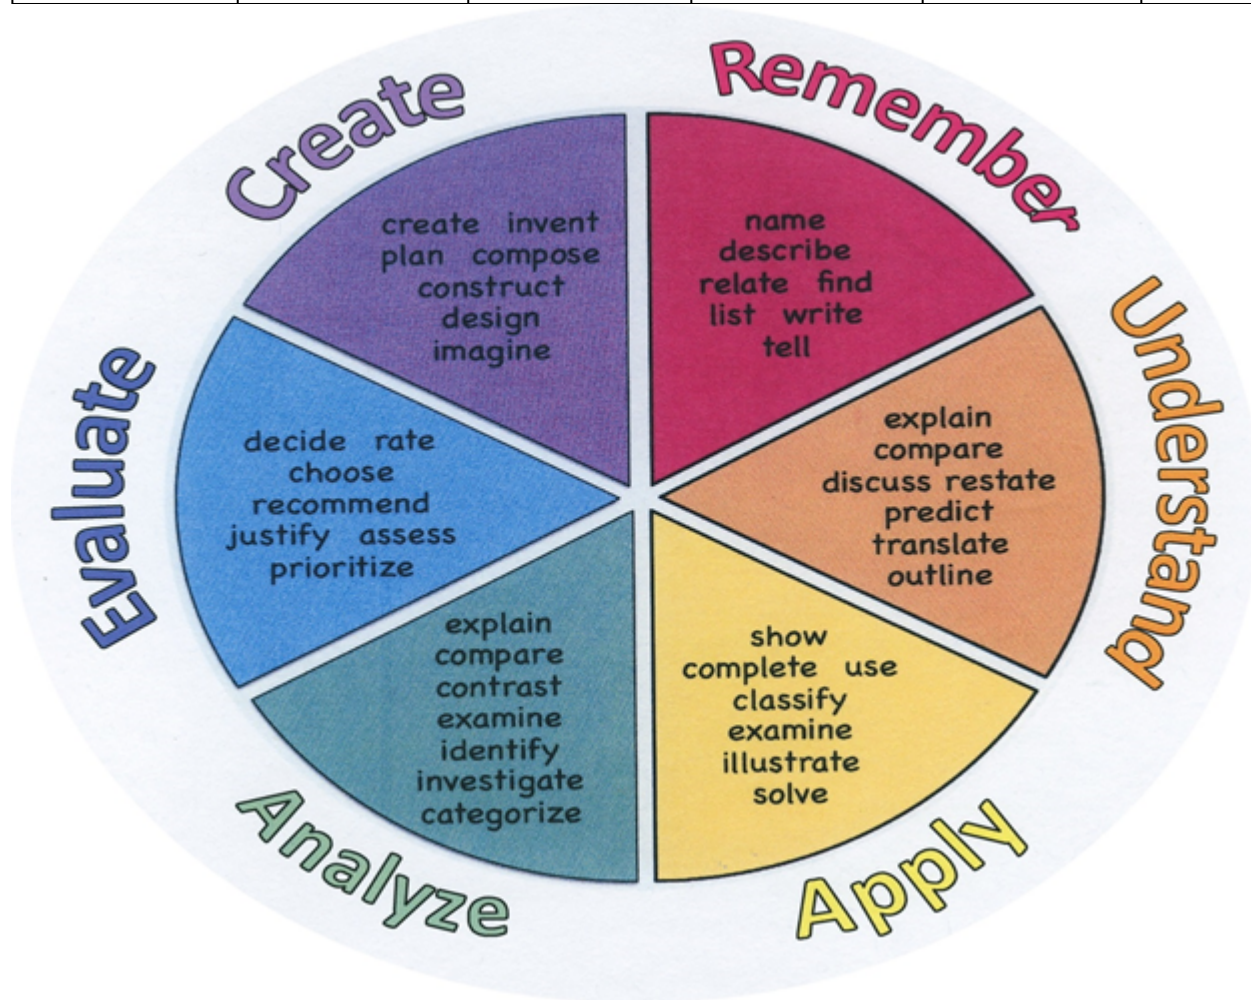 Remember
name
describe
relate find
list write
tell
Understand
explain
compare
discuss restate
predict
translate
outline
Apply
show
complete use
classify
examine
illustrate
solve
Analyze
explain
compare
contrast
examine
identify
investigate
categorize
Evaluate
decide rate
choose
recommend
justify assess
prioritize
Create
create invent
plan compose
construct
design
imagine